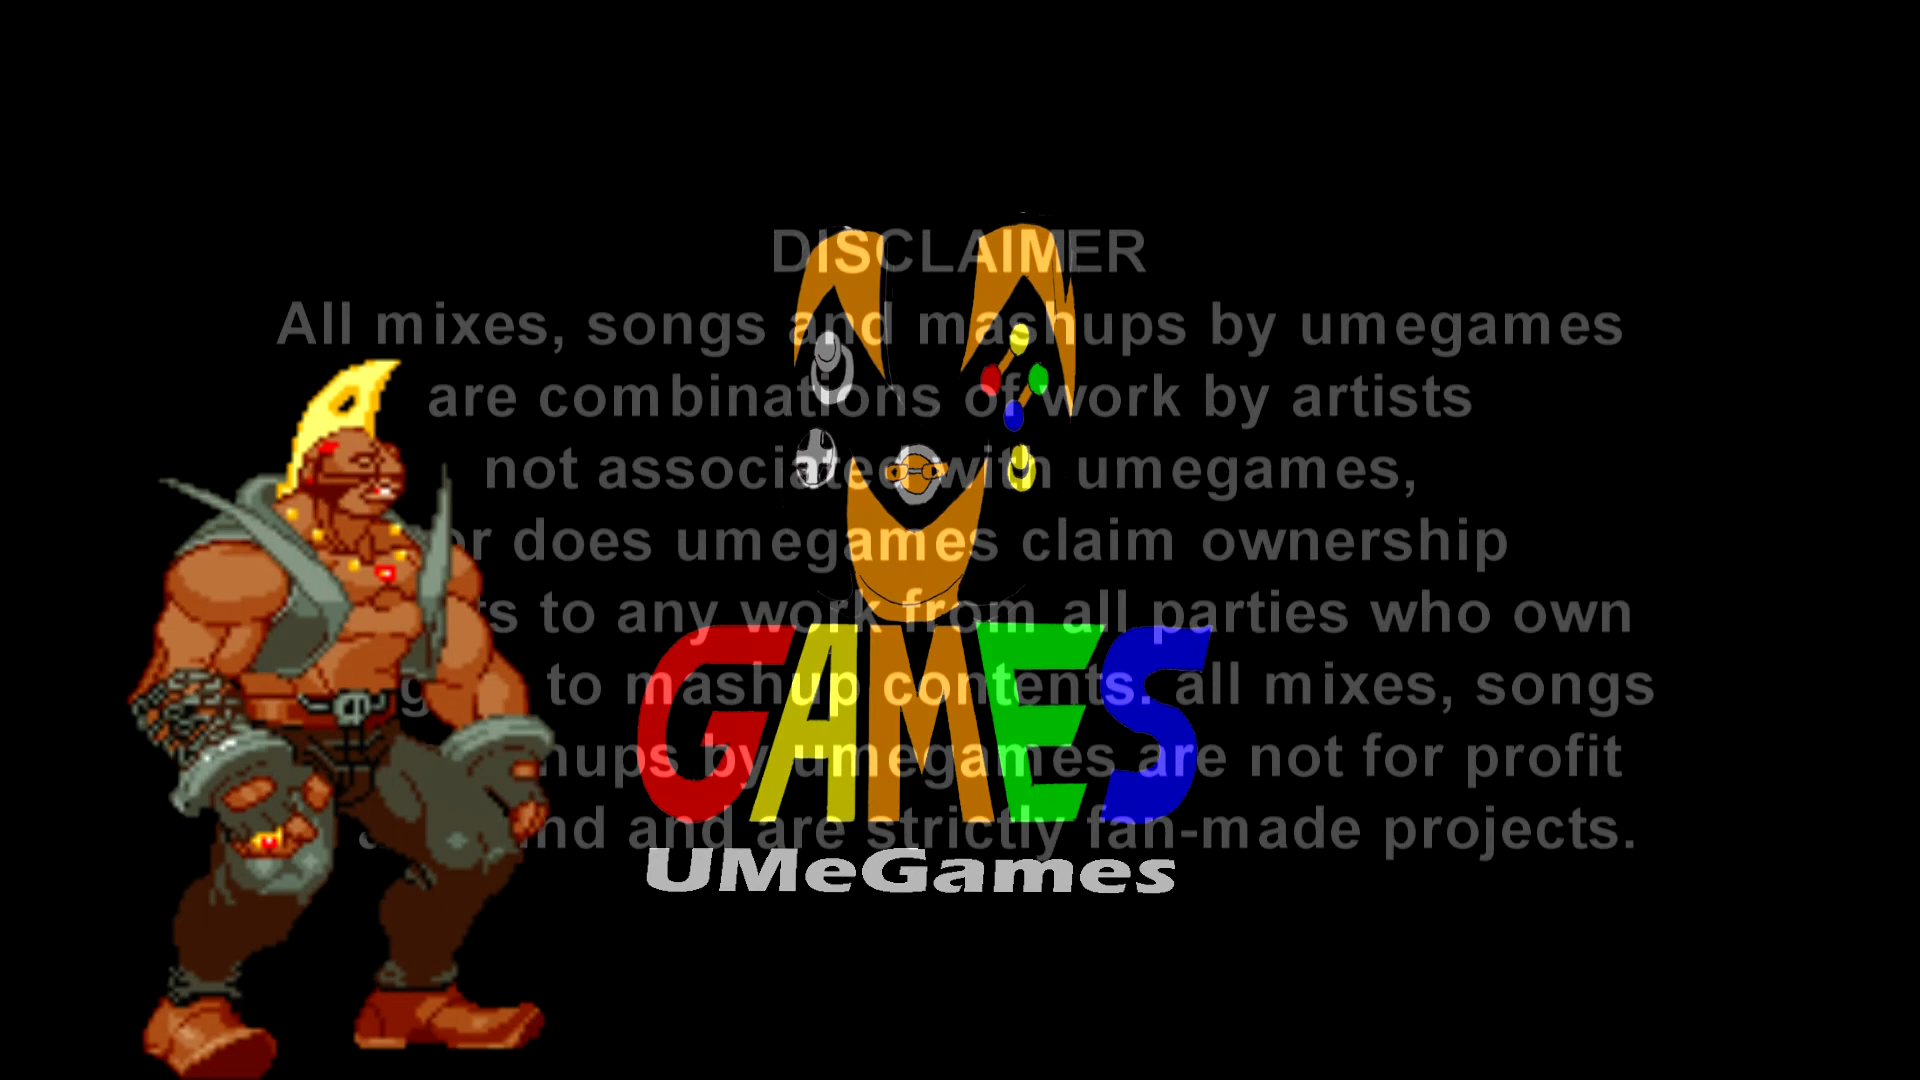 DISCLAIMER
All mixes, songs and mashups by umegames
are combinations of work by artists
not associated with umegames,
does umegames claim ownership
to any work from all parties who own
to mashup contents. all mixes, songs
by umegames are not for profit
and are strictly fan-made projects.
GAMES
UMeGames